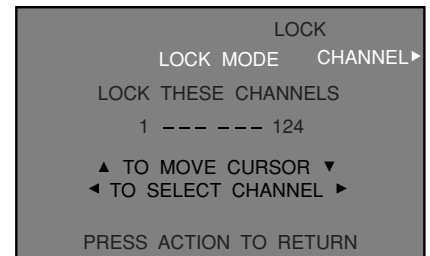 LOCK
LOCK MODE CHANNEL►
LOCK THESE CHANNELS
1 ––– ––– 124
▲ TO MOVE CURSOR ▼
◄ TO SELECT CHANNEL ►
PRESS ACTION TO RETURN